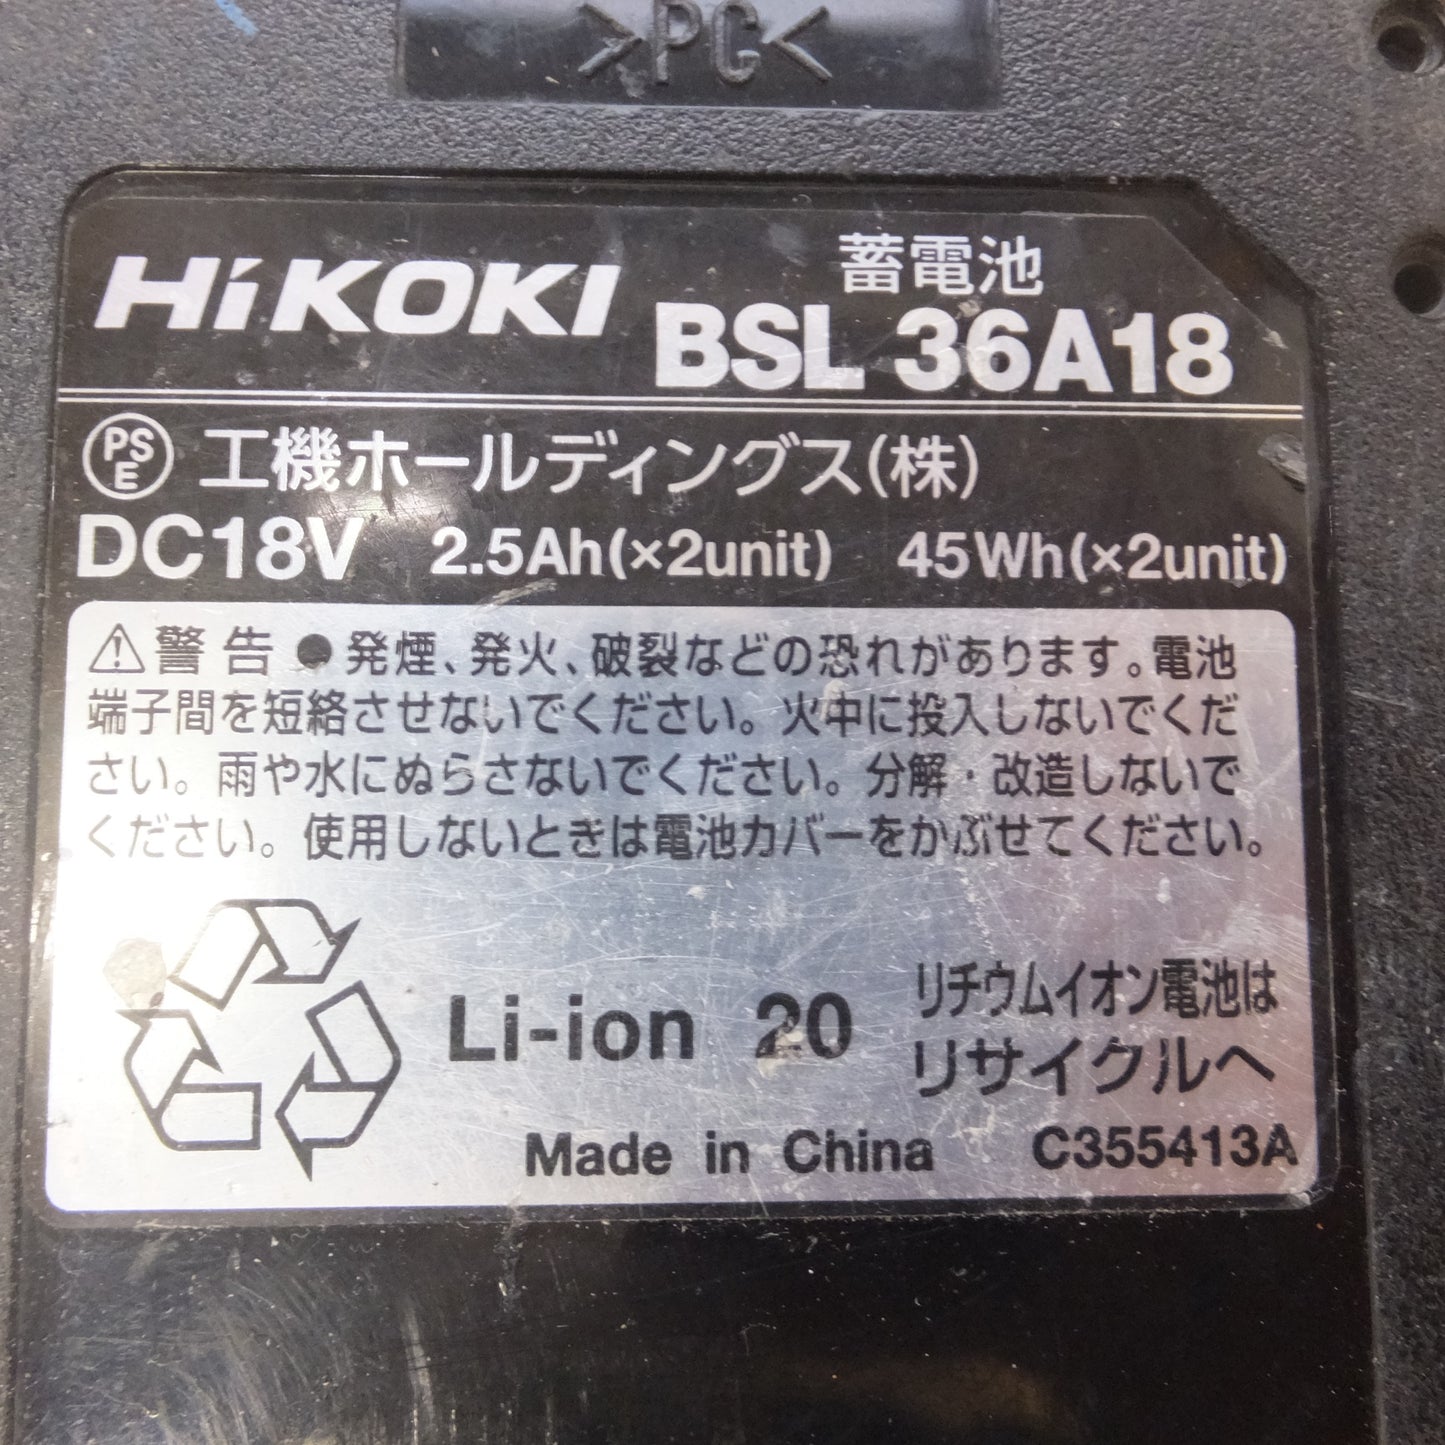 >PC<
HiKOKI
蓄電池
BSL 36A18
PSE 工機ホールディングス(株)
DC18V 2.5Ah(×2unit) 45Wh(×2unit)
⚠警告 ●発煙、発火、破裂などの恐れがあります。電池
端子間を短絡させないでください。火中に投入しないでくだ
さい。雨や水にぬらさないでください。分解・改造しないで
ください。使用しないときは電池カバーをかぶせてください。
Li-ion 20
リチウムイオン電池は
リサイクルへ
Made in China C355413A